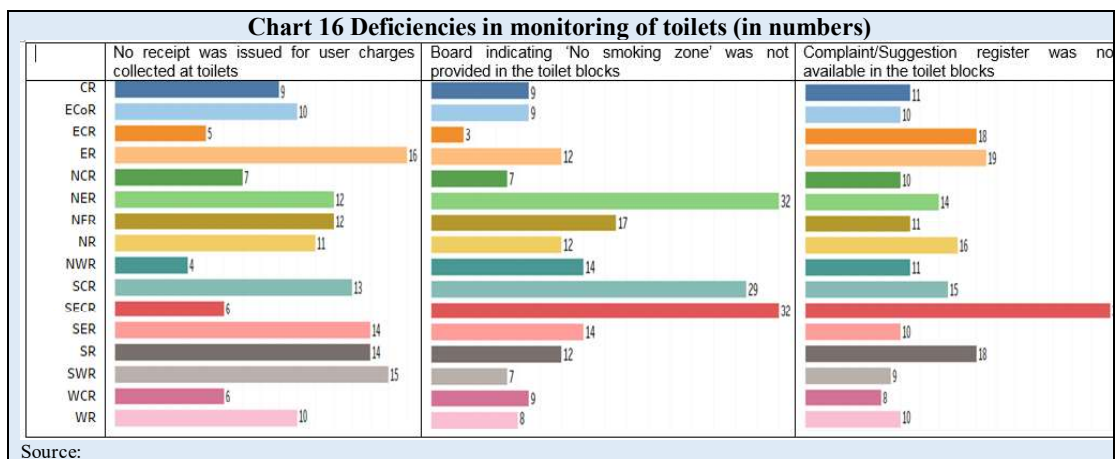 Chart 16 Deficiencies in monitoring of toilets (in numbers)
No receipt was issued for user charges collected at toilets
Board indicating ‘No smoking zone’ was not provided in the toilet blocks
Complaint/Suggestion register was no available in the toilet blocks
CR 9 9 11
ECoR 10 9 10
ECR 5 3 18
ER 16 12 19
NCR 7 7 10
NER 12 32 14
NFR 12 17 11
NR 11 12 16
NWR 4 14 11
SCR 13 29 15
SECR 6 32
SER 14 14 10
SR 14 12 18
SWR 15 7 9
WCR 6 9 8
WR 10 8 10
Source: